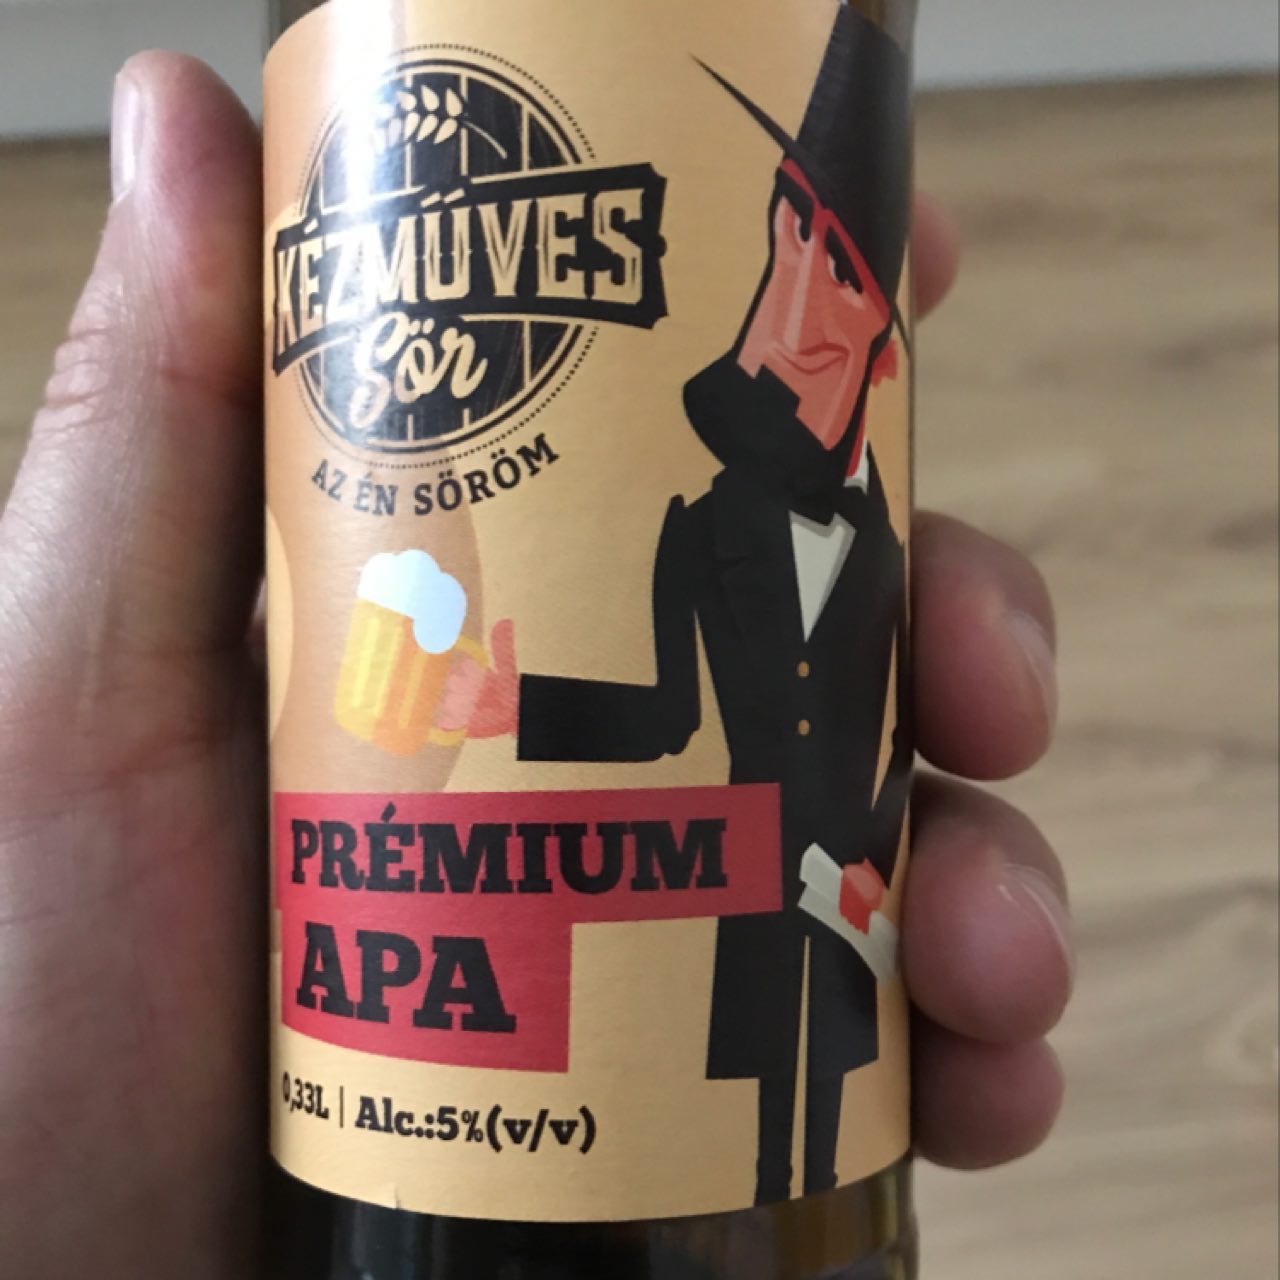 KÉZMŰVES
Sör
AZ ÉN SÖRÖM
PRÉMIUM
APA
0,33L | Alc.:5%(v/v)